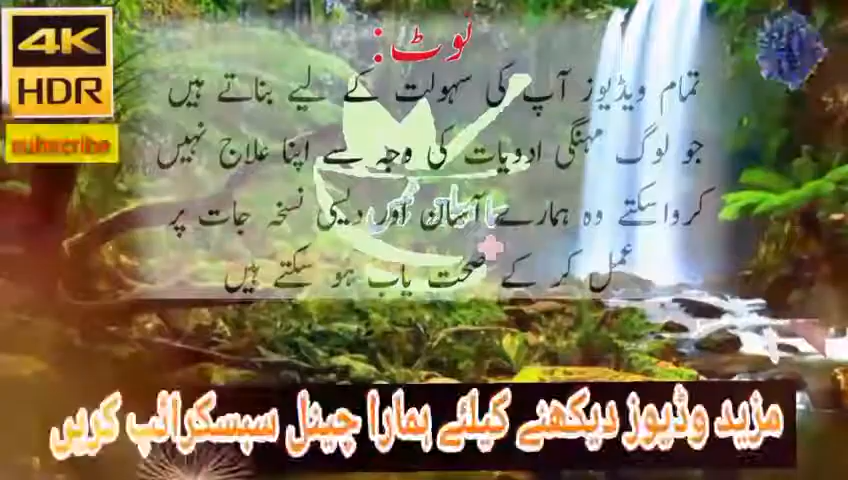 4K
HDR
subscribe
نوٹ:
تمام ویڈیوز آپ کی سہولت کے لیے بناتے ہیں
جو لوگ مہنگی ادویات کی وجہ سے اپنا علاج نہیں
کرواسکتے وہ ہمارے آسان اور دیسی نسخہ جات پر
عمل کر کے صحت یاب ہو سکتے ہیں
مزید وڈیوز دیکھنے کیلئے ہمارا چینل سبسکرائب کریں